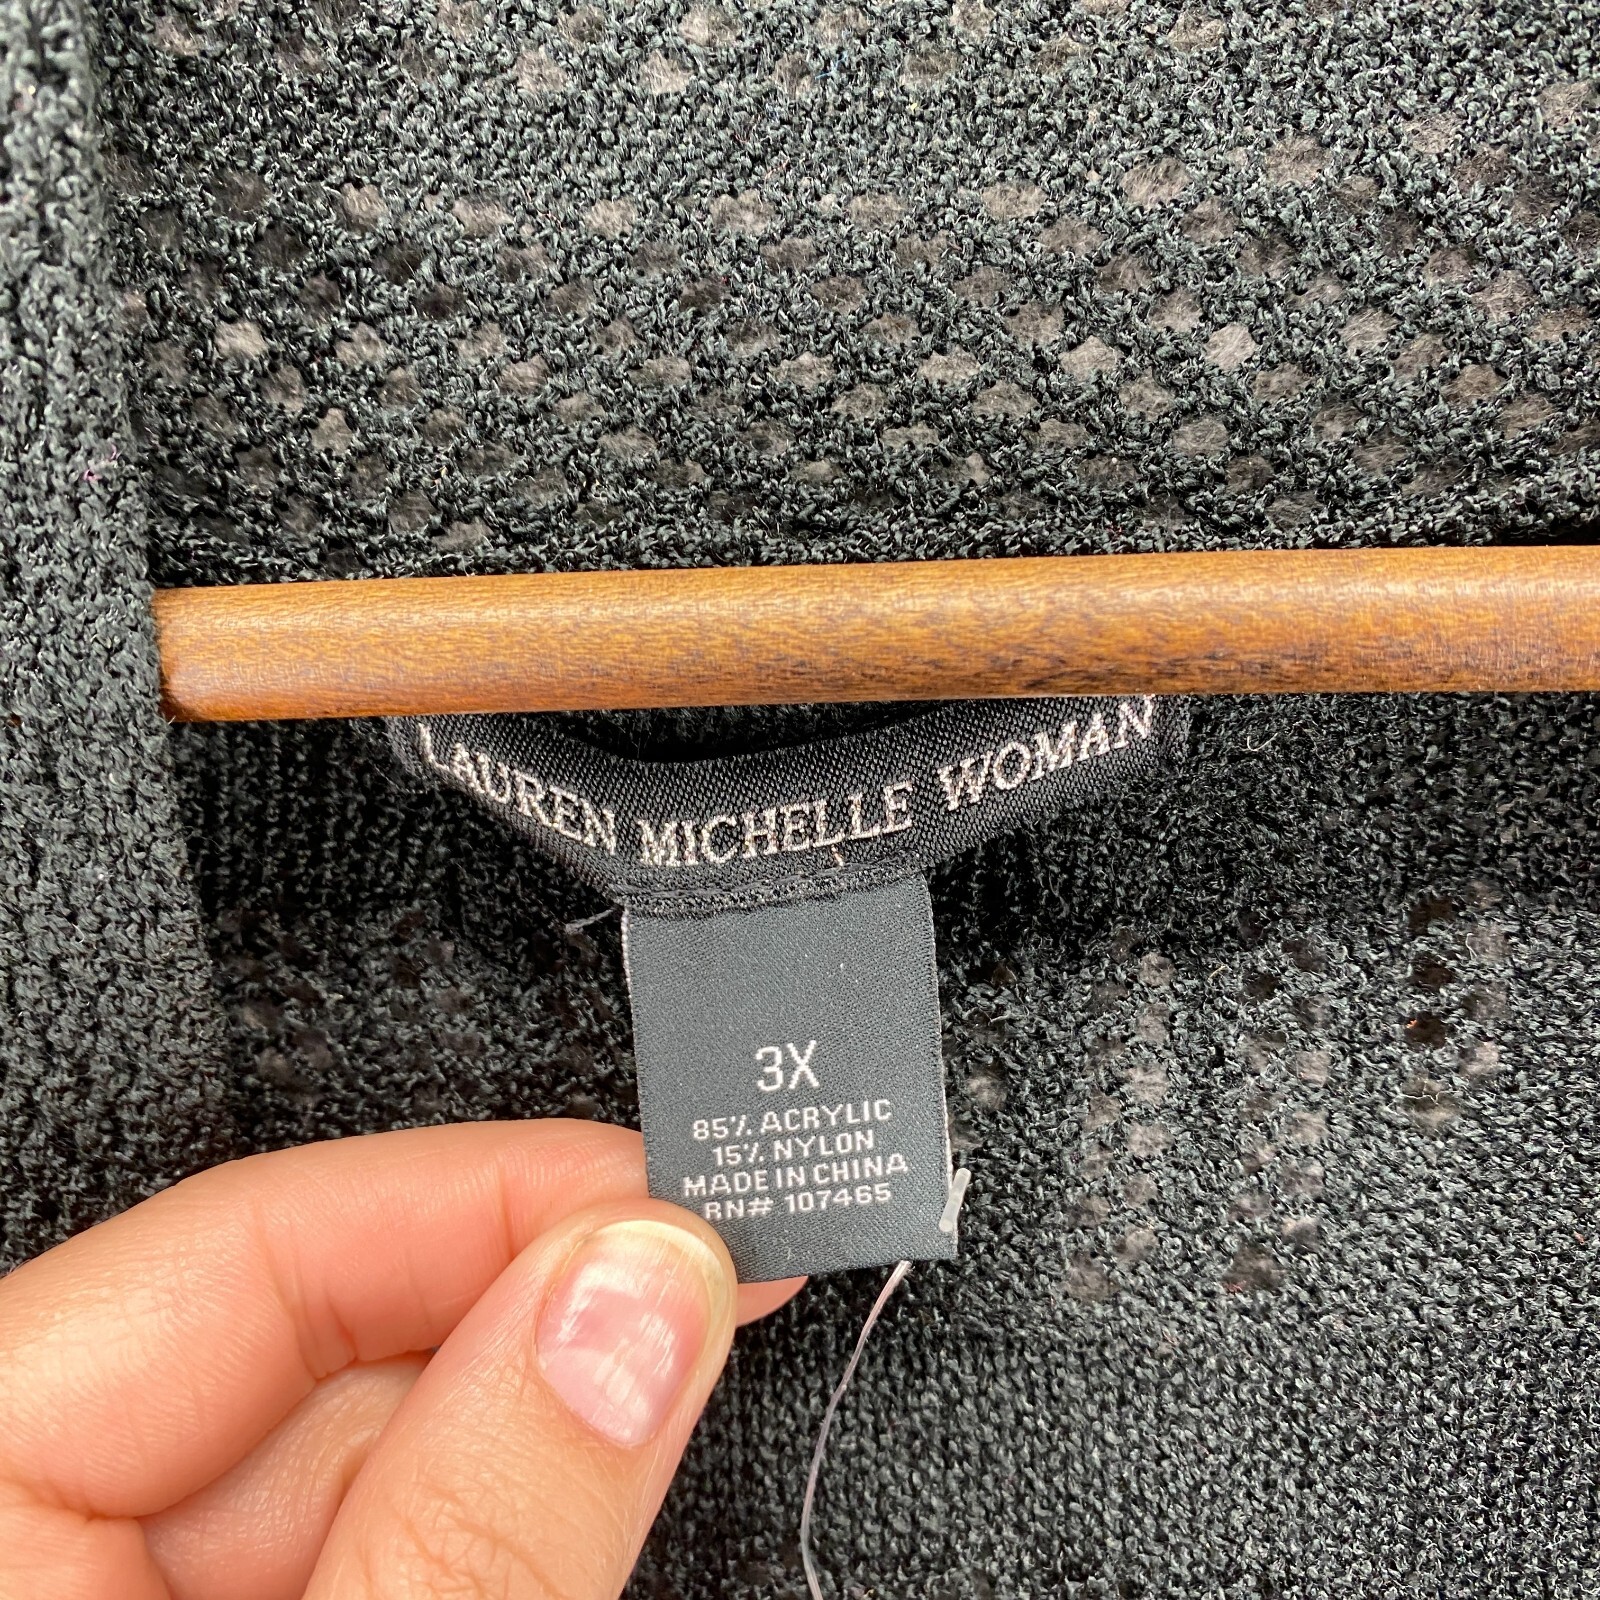 LAUREN MICHELLE WOMAN
3X
85% ACRYLIC
15% NYLON
MADE IN CHINA
RN# 107465